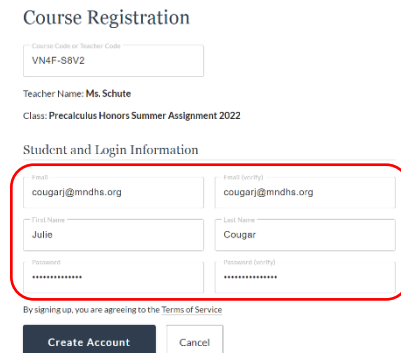 Course Registration
Course Code or Teacher Code
VN4F-S8V2
Teacher Name: Ms. Schute
Class: Precalculus Honors Summer Assignment 2022
Student and Login Information
Email Email (verify)
cougarj@mndhs.org cougarj@mndhs.org
First Name Last Name
Julie Cougar
Password Password (verify)
•••••••••••••• •••••••••••••••
By signing up, you are agreeing to the Terms of Service
Create Account Cancel